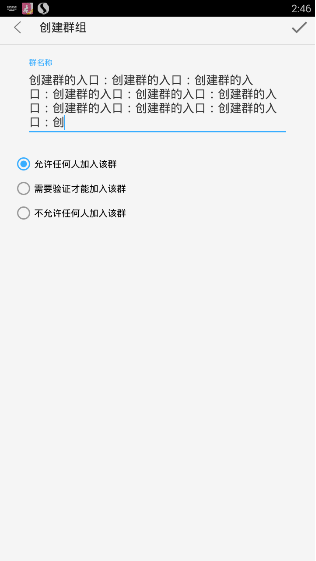 2:46
创建群组
群名称
创建群的入口：创建群的入口：创建群的入
口：创建群的入口：创建群的入口：创建群的入
口：创建群的入口：创建群的入口：创建群的入
口：创
允许任何人加入该群
需要验证才能加入该群
不允许任何人加入该群